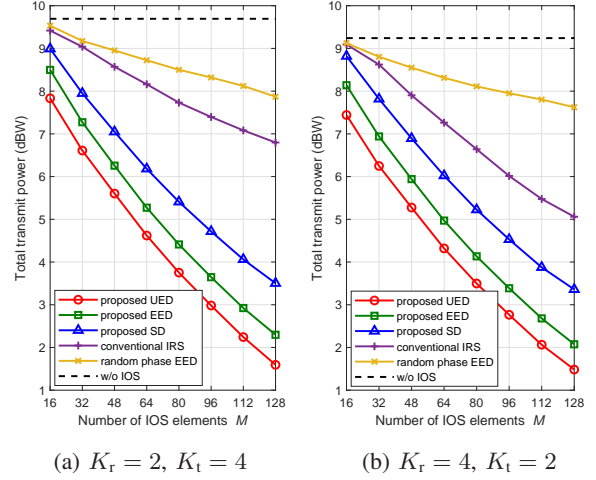 Total transmit power (dBW)
10
9
8
7
6
5
4
3
2
1
proposed UED
proposed EED
proposed SD
conventional IRS
random phase EED
w/o IOS
16 32 48 64 80 96 112 128
Number of IOS elements M
(a) Kr = 2, Kt = 4
Total transmit power (dBW)
10
9
8
7
6
5
4
3
2
1
proposed UED
proposed EED
proposed SD
conventional IRS
random phase EED
w/o IOS
16 32 48 64 80 96 112 128
Number of IOS elements M
(b) Kr = 4, Kt = 2